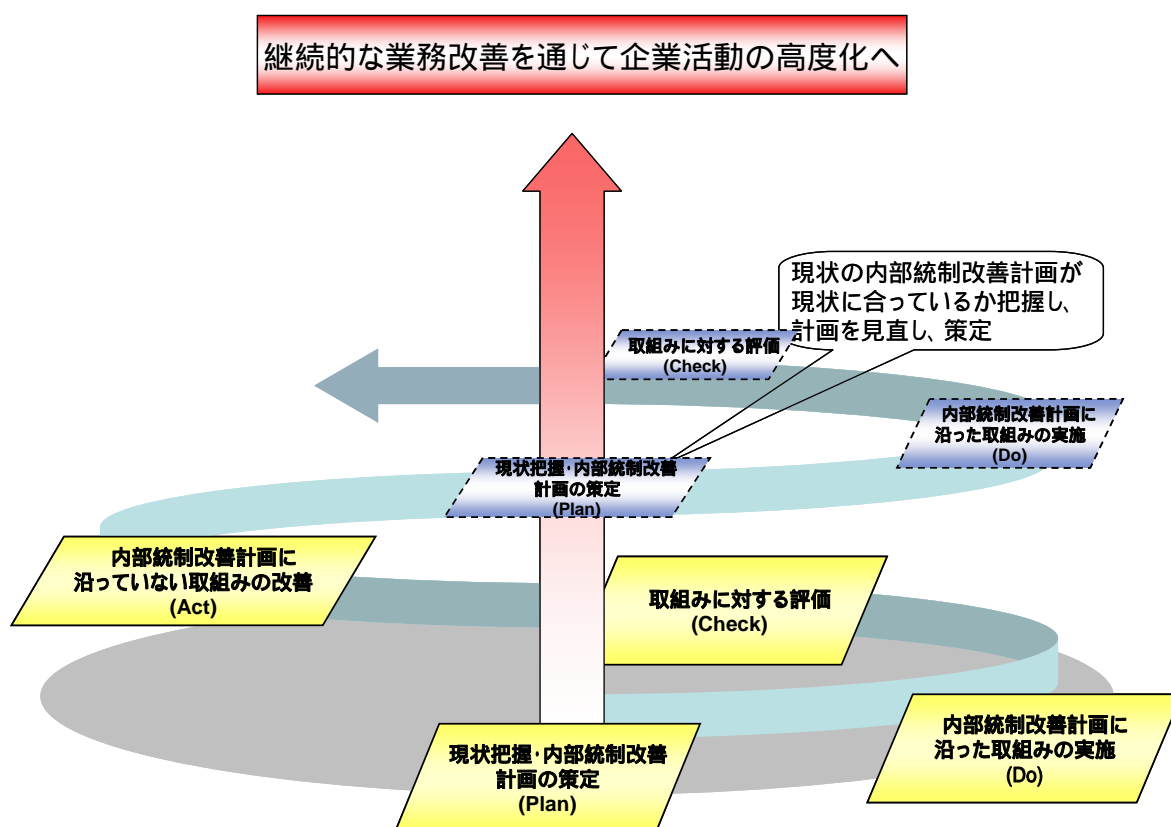 継続的な業務改善を通じて企業活動の高度化へ
現状の内部統制改善計画が
現状に合っているか把握し、
計画を見直し、策定
取組みに対する評価
(Check)
内部統制改善計画に
沿った取組みの実施
(Do)
現状把握･内部統制改善
計画の策定
(Plan)
内部統制改善計画に
沿っていない取組みの改善
(Act)
取組みに対する評価
(Check)
内部統制改善計画に
沿った取組みの実施
(Do)
現状把握･内部統制改善
計画の策定
(Plan)